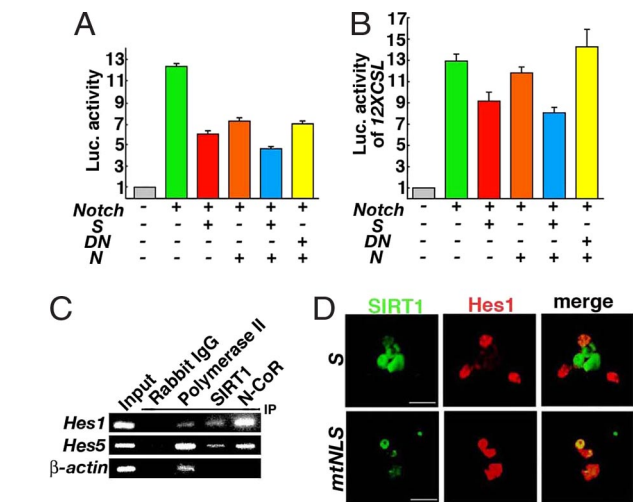 A
Luc. activity
13
11
9
7
5
3
1
Notch - + + + + +
S - - + - + -
DN - - - - - +
N - - - + + +
B
Luc. activity
of 12XCSL
17
15
13
11
9
7
5
3
1
Notch - + + + + +
S - - + - + -
DN - - - - - +
N - - - + + +
C
Input
Rabbit IgG
Polymerase II
SIRT1
N-CoR
IP
Hes1
Hes5
β-actin
D
SIRT1 Hes1 merge
S
mtNLS